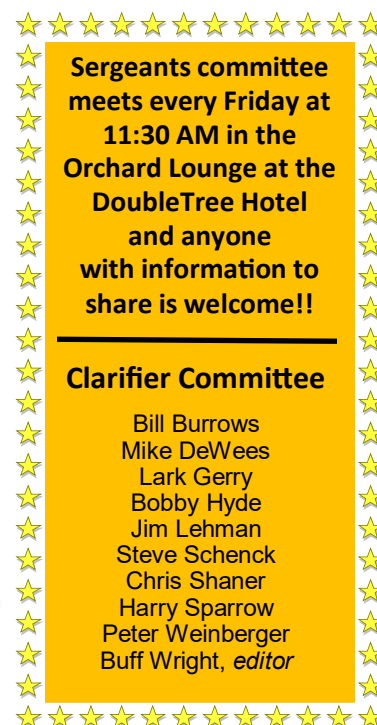 Sergeants committee
meets every Friday at
11:30 AM in the
Orchard Lounge at the
DoubleTree Hotel
and anyone
with information to
share is welcome!!
Clarifier Committee
Bill Burrows
Mike DeWees
Lark Gerry
Bobby Hyde
Jim Lehman
Steve Schenck
Chris Shaner
Harry Sparrow
Peter Weinberger
Buff Wright, editor